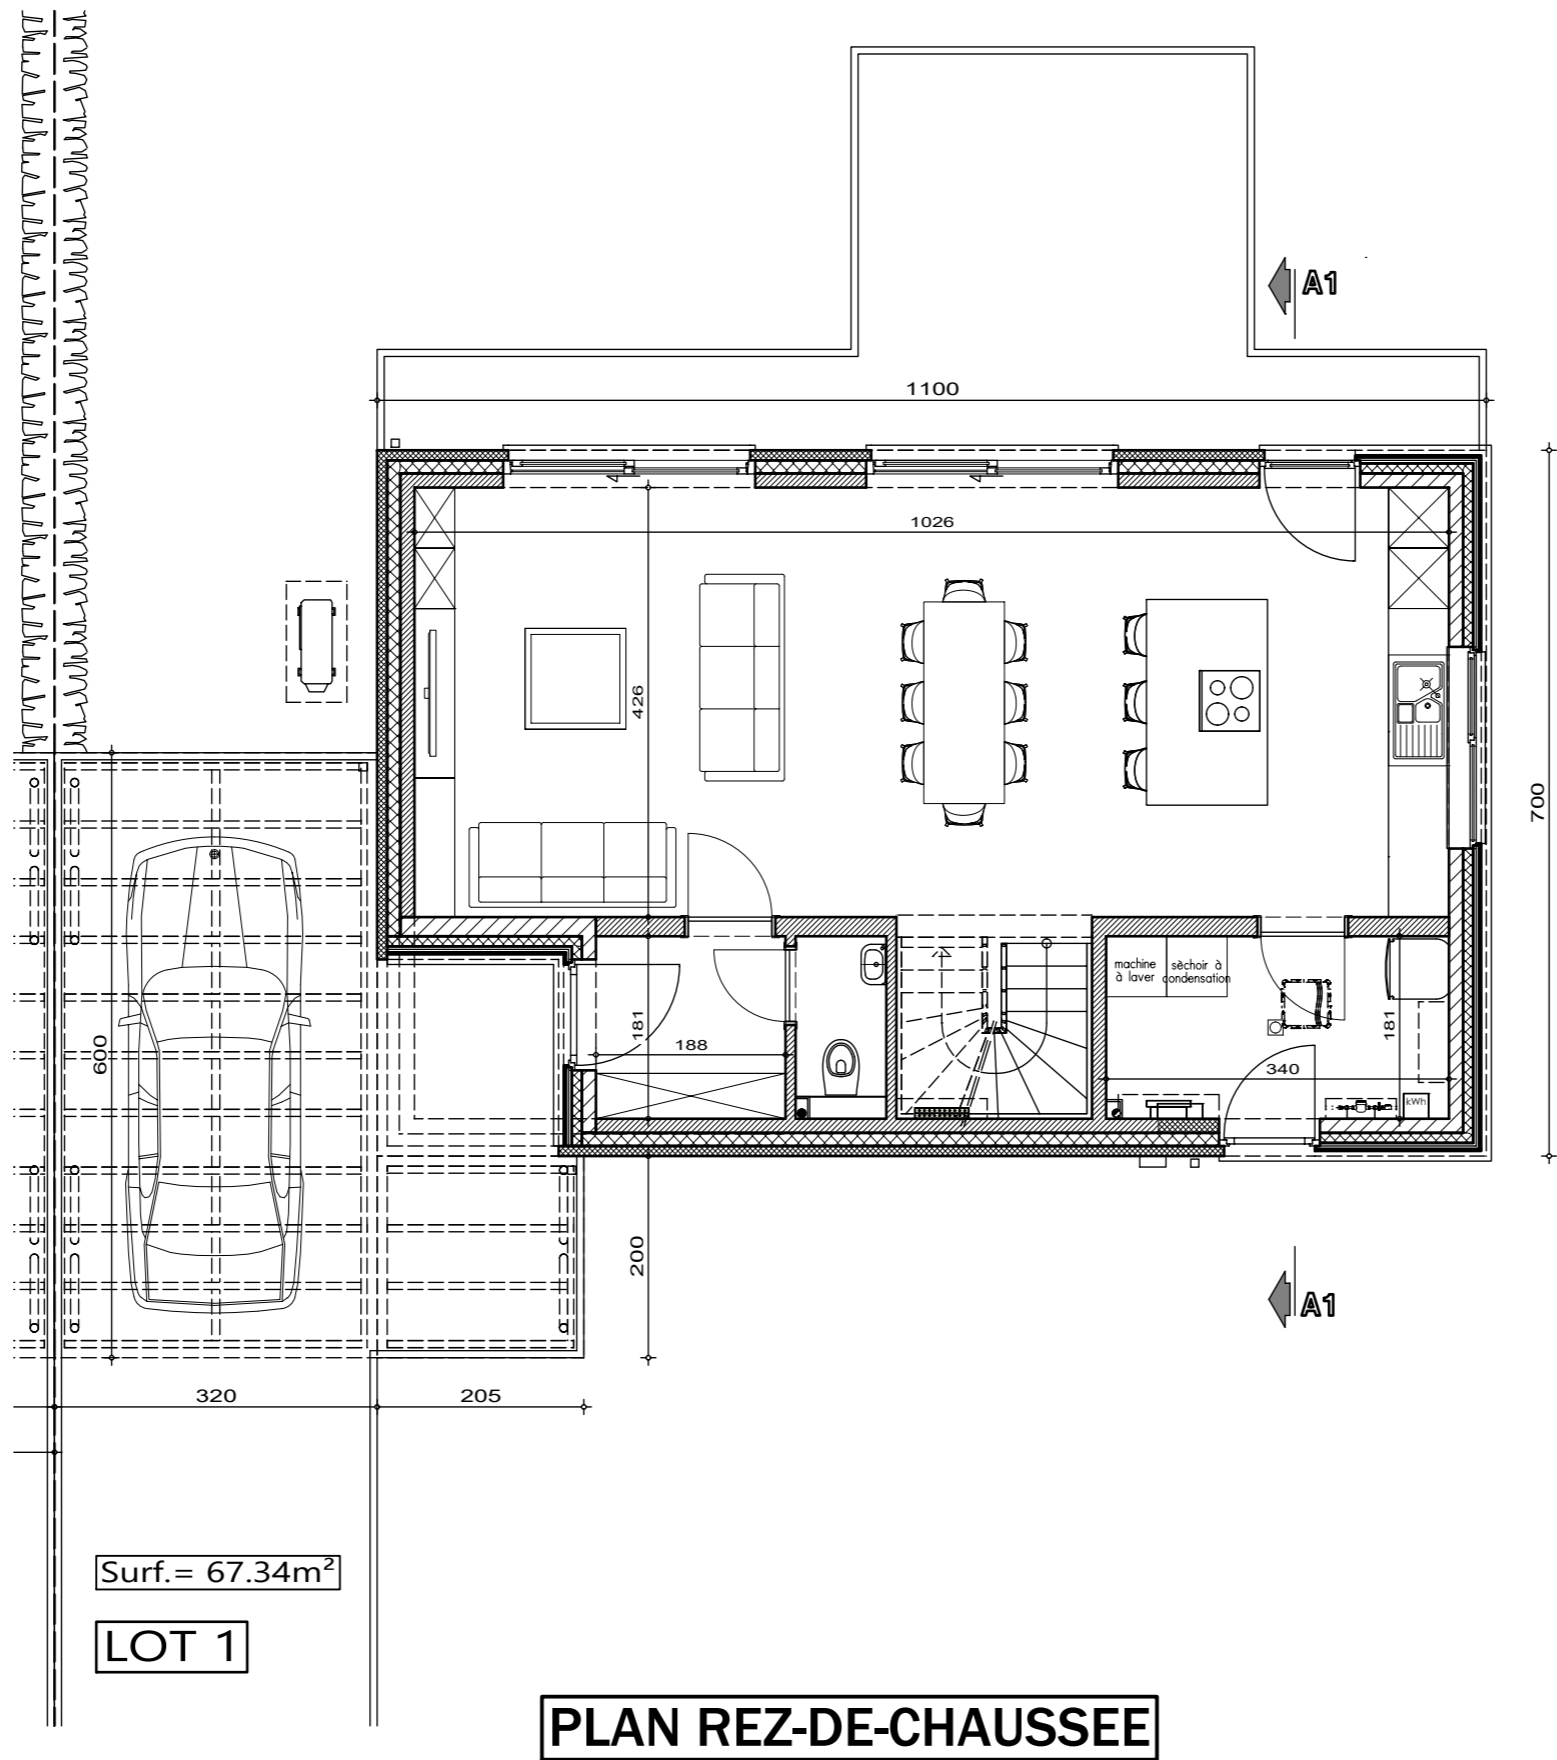 A1
1100
1026
426
700
machine
à laver
sèchoir à
condensation
181
188
181
340
kWh
600
200
A1
320
205
Surf.= 67.34m²
LOT 1
PLAN REZ-DE-CHAUSSEE